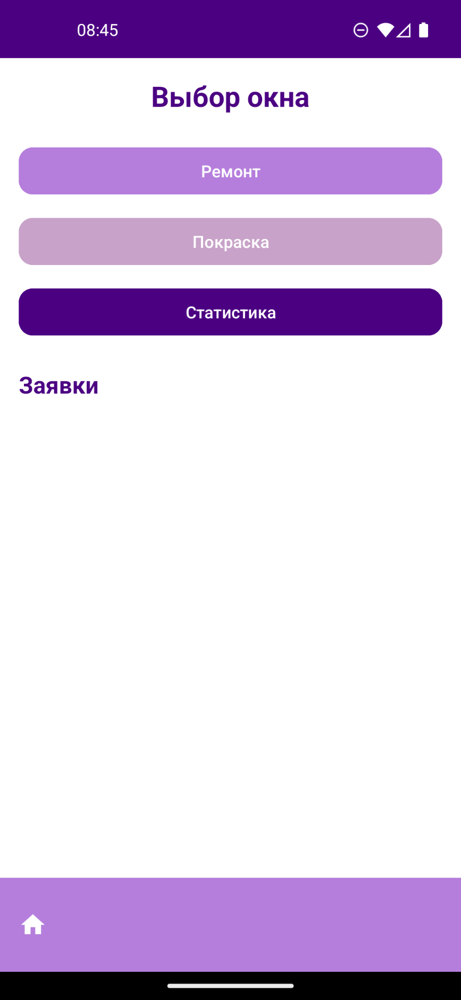 08:45
Выбор окна
Ремонт
Покраска
Статистика
Заявки